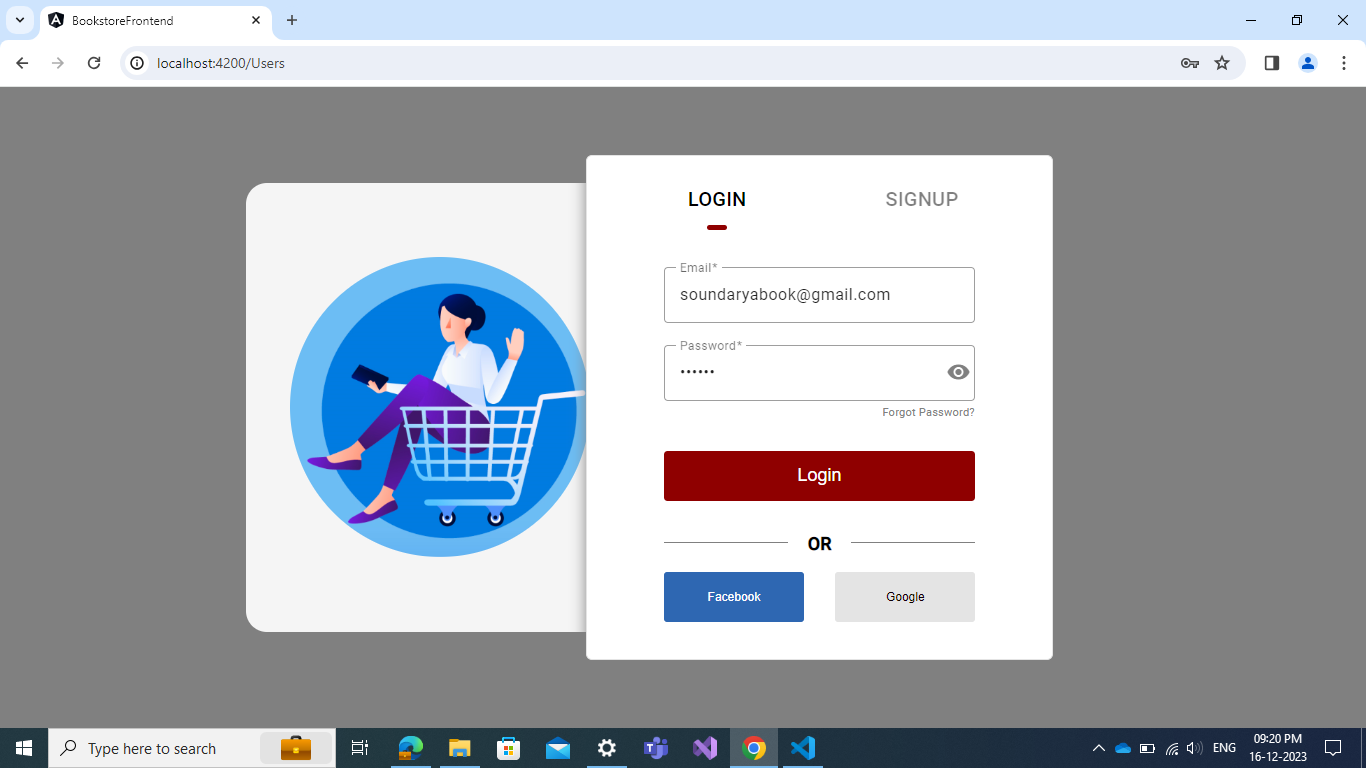 BookstoreFrontend
localhost:4200/Users
LOGIN SIGNUP
Email*
soundaryabook@gmail.com
Password*
••••••
Forgot Password?
Login
OR
Facebook Google
Type here to search
ENG
09:20 PM
16-12-2023